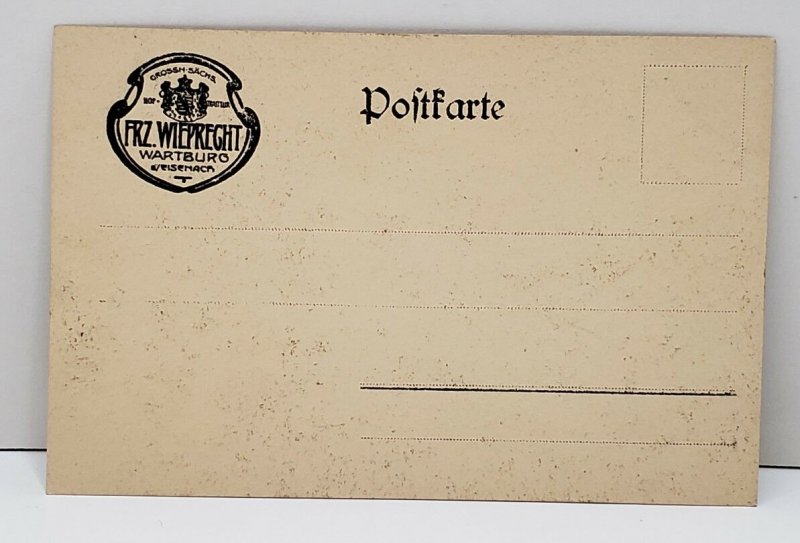 GROSSH. SÄCHS.
HOF-
FRZ. WIEPRECHT
WARTBURG
b/EISENACH
Poſtkarte